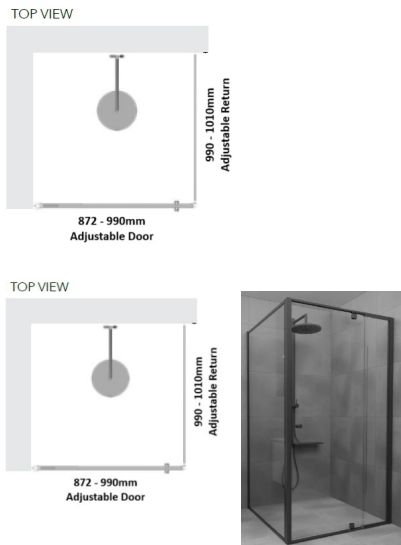 TOP VIEW
990 - 1010mm
Adjustable Return
872 - 990mm
Adjustable Door
TOP VIEW
990 - 1010mm
Adjustable Return
872 - 990mm
Adjustable Door